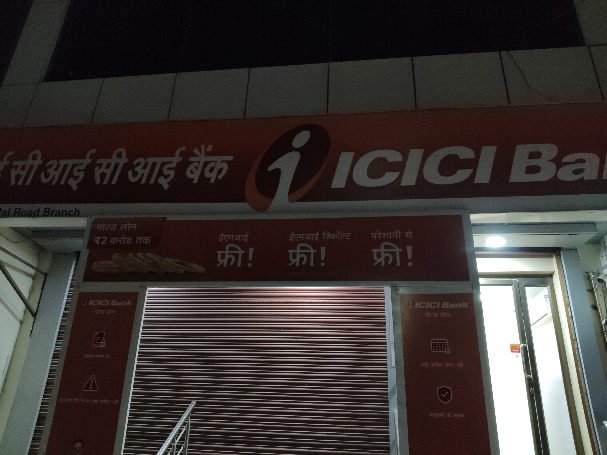 ई सी आई सी आई बैंक
ICICI Ba
al Road Branch
गोल्ड लोन
₹2 करोड़ तक
ईएमआई
फ्री!
ईएमआई डिफॉल्ट
फ्री!
परेशानी से
फ्री!
ICICI Bank
गोल्ड लोन
ICICI Bank
गोल्ड लोन